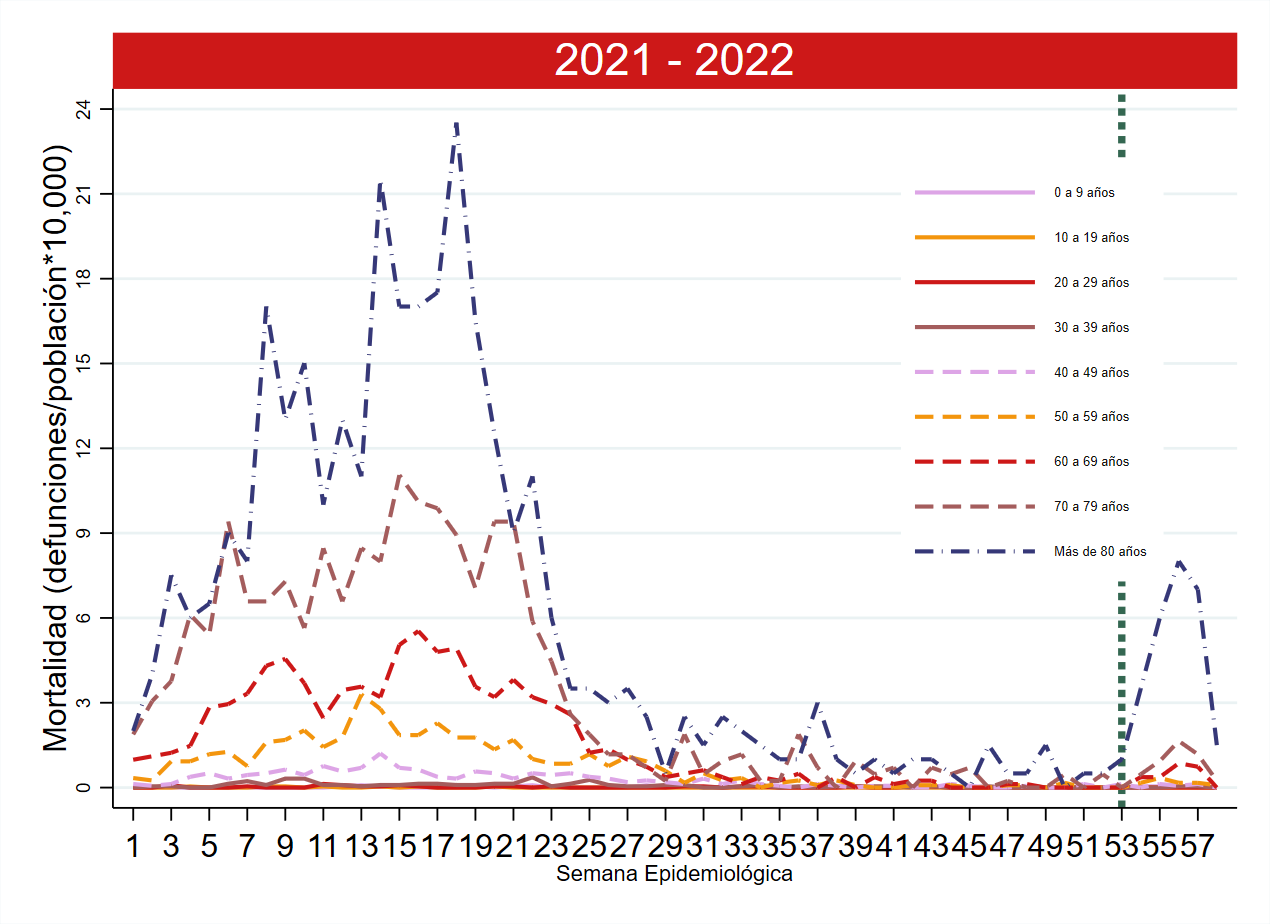 2021 - 2022
Mortalidad (defunciones/población*10,000)
24
21
18
15
12
9
6
3
0
0 a 9 años
10 a 19 años
20 a 29 años
30 a 39 años
40 a 49 años
50 a 59 años
60 a 69 años
70 a 79 años
Más de 80 años
1 3 5 7 9 11 13 15 17 19 21 23 25 27 29 31 33 35 37 39 41 43 45 47 49 51 53 55 57
Semana Epidemiológica